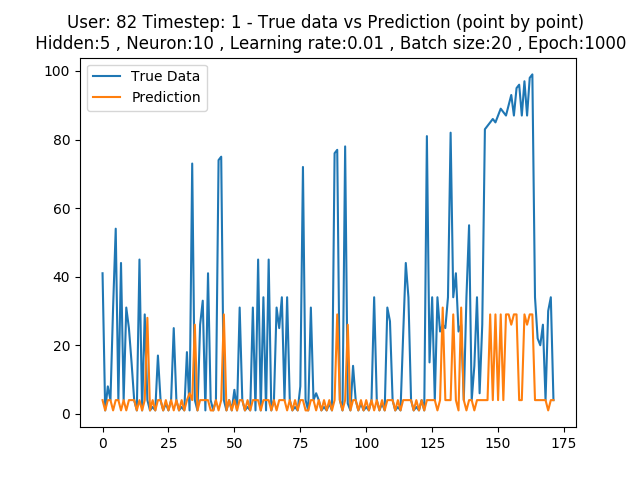 User: 82 Timestep: 1 - True data vs Prediction (point by point)
Hidden:5 , Neuron:10 , Learning rate:0.01 , Batch size:20 , Epoch:1000
True Data
Prediction
100
80
60
40
20
0
0 25 50 75 100 125 150 175